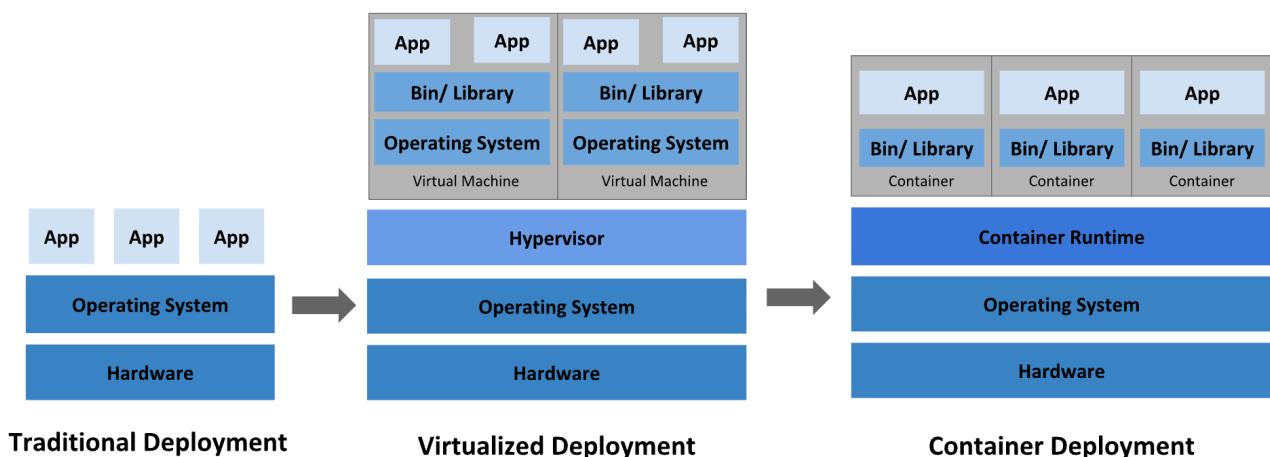 App
App
App
Operating System
Hardware
Traditional Deployment
App
App
App
App
Bin/ Library
Bin/ Library
Operating System
Operating System
Virtual Machine
Virtual Machine
Hypervisor
Operating System
Hardware
Virtualized Deployment
App
App
App
Bin/ Library
Bin/ Library
Bin/ Library
Container
Container
Container
Container Runtime
Operating System
Hardware
Container Deployment